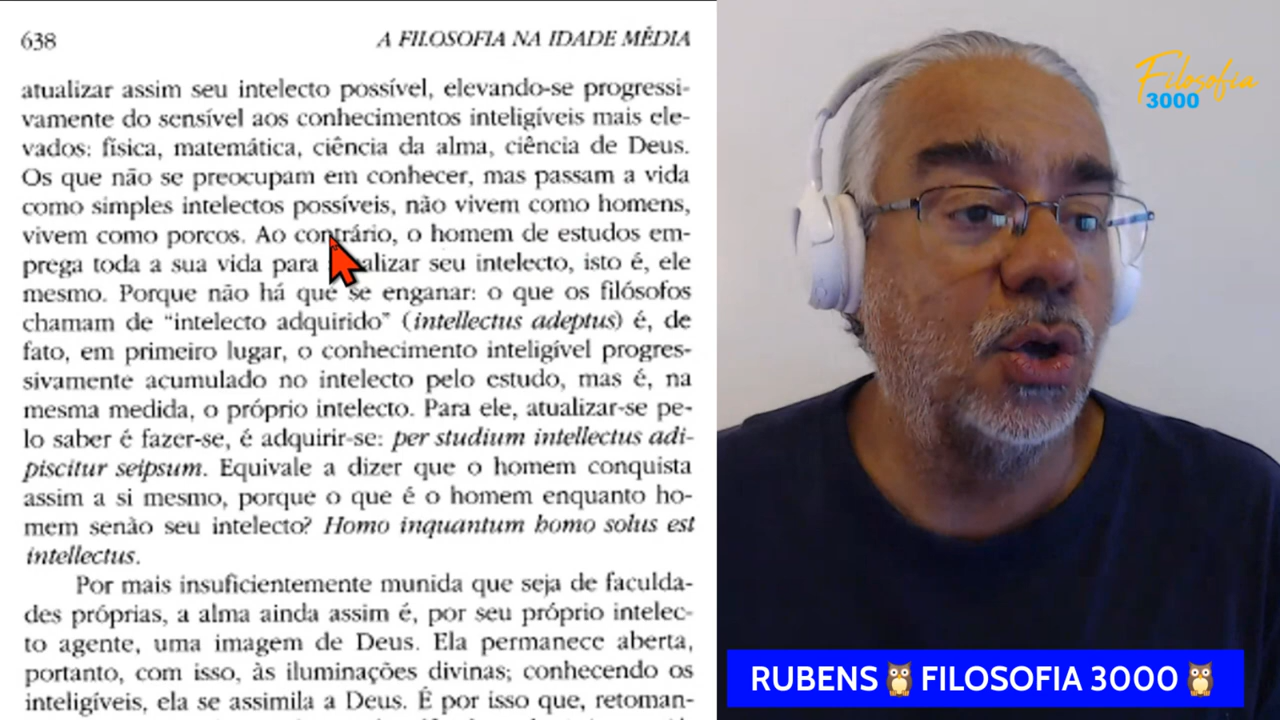 638
A FILOSOFIA NA IDADE MÉDIA
atualizar assim seu intelecto possível, elevando-se progressi-
vamente do sensível aos conhecimentos inteligíveis mais ele-
vados: física, matemática, ciência da alma, ciência de Deus.
Os que não se preocupam em conhecer, mas passam a vida
como simples intelectos possíveis, não vivem como homens,
vivem como porcos. Ao contrário, o homem de estudos em-
prega toda a sua vida para seu intelecto, isto é, ele
mesmo. Porque não há que se enganar: o que os filósofos
chamam de “intelecto adquirido” (intellectus adeptus) é, de
fato, em primeiro lugar, o conhecimento inteligível progres-
sivamente acumulado no intelecto pelo estudo, mas é, na
mesma medida, o próprio intelecto. Para ele, atualizar-se pe-
lo saber é fazer-se, é adquirir-se: per studium intellectus adi-
piscitur seipsum. Equivale a dizer que o homem conquista
assim a si mesmo, porque o que é o homem enquanto ho-
mem senão seu intelecto? Homo inquantum homo solus est
intellectus.
Por mais insuficientemente munida que seja de faculda-
des próprias, a alma ainda assim é, por seu próprio intelec-
to agente, uma imagem de Deus. Ela permanece aberta,
portanto, com isso, às iluminações divinas; conhecendo os
inteligíveis, ela se assimila a Deus. É por isso que, retoman-
Filosofia
3000
RUBENS 🦉FILOSOFIA 3000 🦉